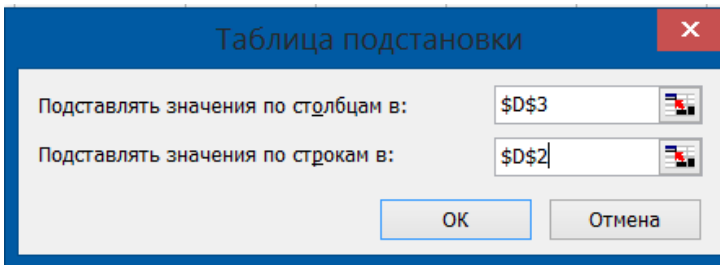 Таблица подстановки
Подставлять значения по столбцам в: $D$3
Подставлять значения по строкам в: $D$2
ОК Отмена